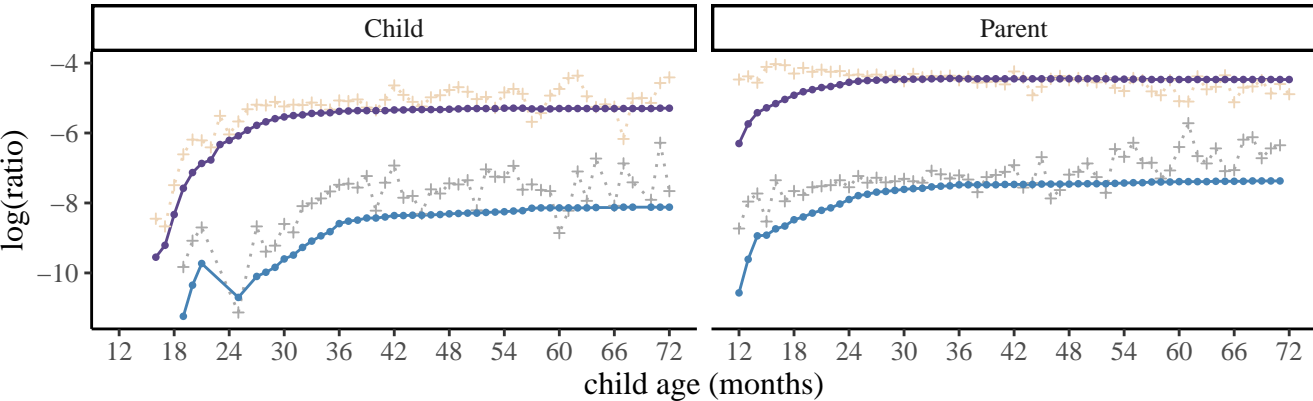 Child Parent
−4
−6
−8
−10
log(ratio)
12 18 24 30 36 42 48 54 60 66 72 12 18 24 30 36 42 48 54 60 66 72
child age (months)